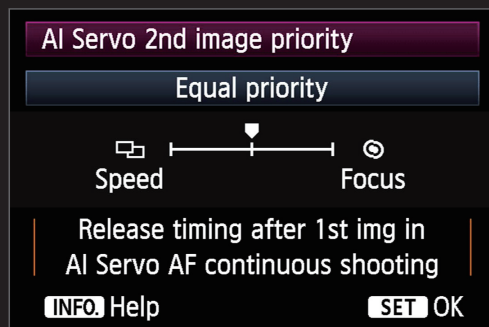 AI Servo 2nd image priority
Equal priority
Speed Focus
Release timing after 1st img in
AI Servo AF continuous shooting
INFO. Help SET OK